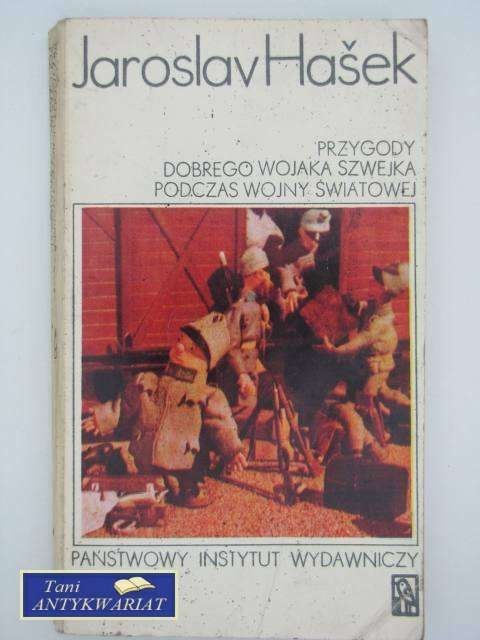 Jaroslav Hašek
PRZYGODY
DOBREGO WOJAKA SZWEJKA
PODCZAS WOJNY ŚWIATOWEJ
PAŃSTWOWY INSTYTUT WYDAWNICZY
Tani
ANTYKWARIAT